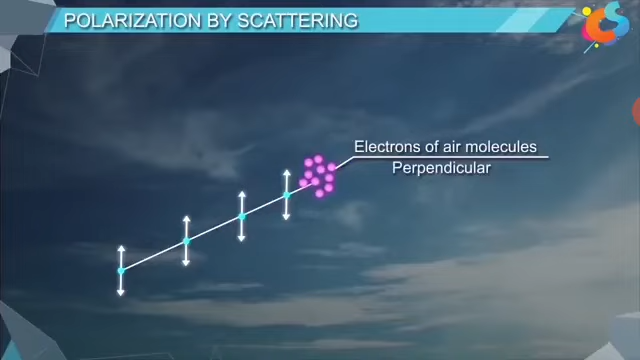 POLARIZATION BY SCATTERING
Electrons of air molecules
Perpendicular